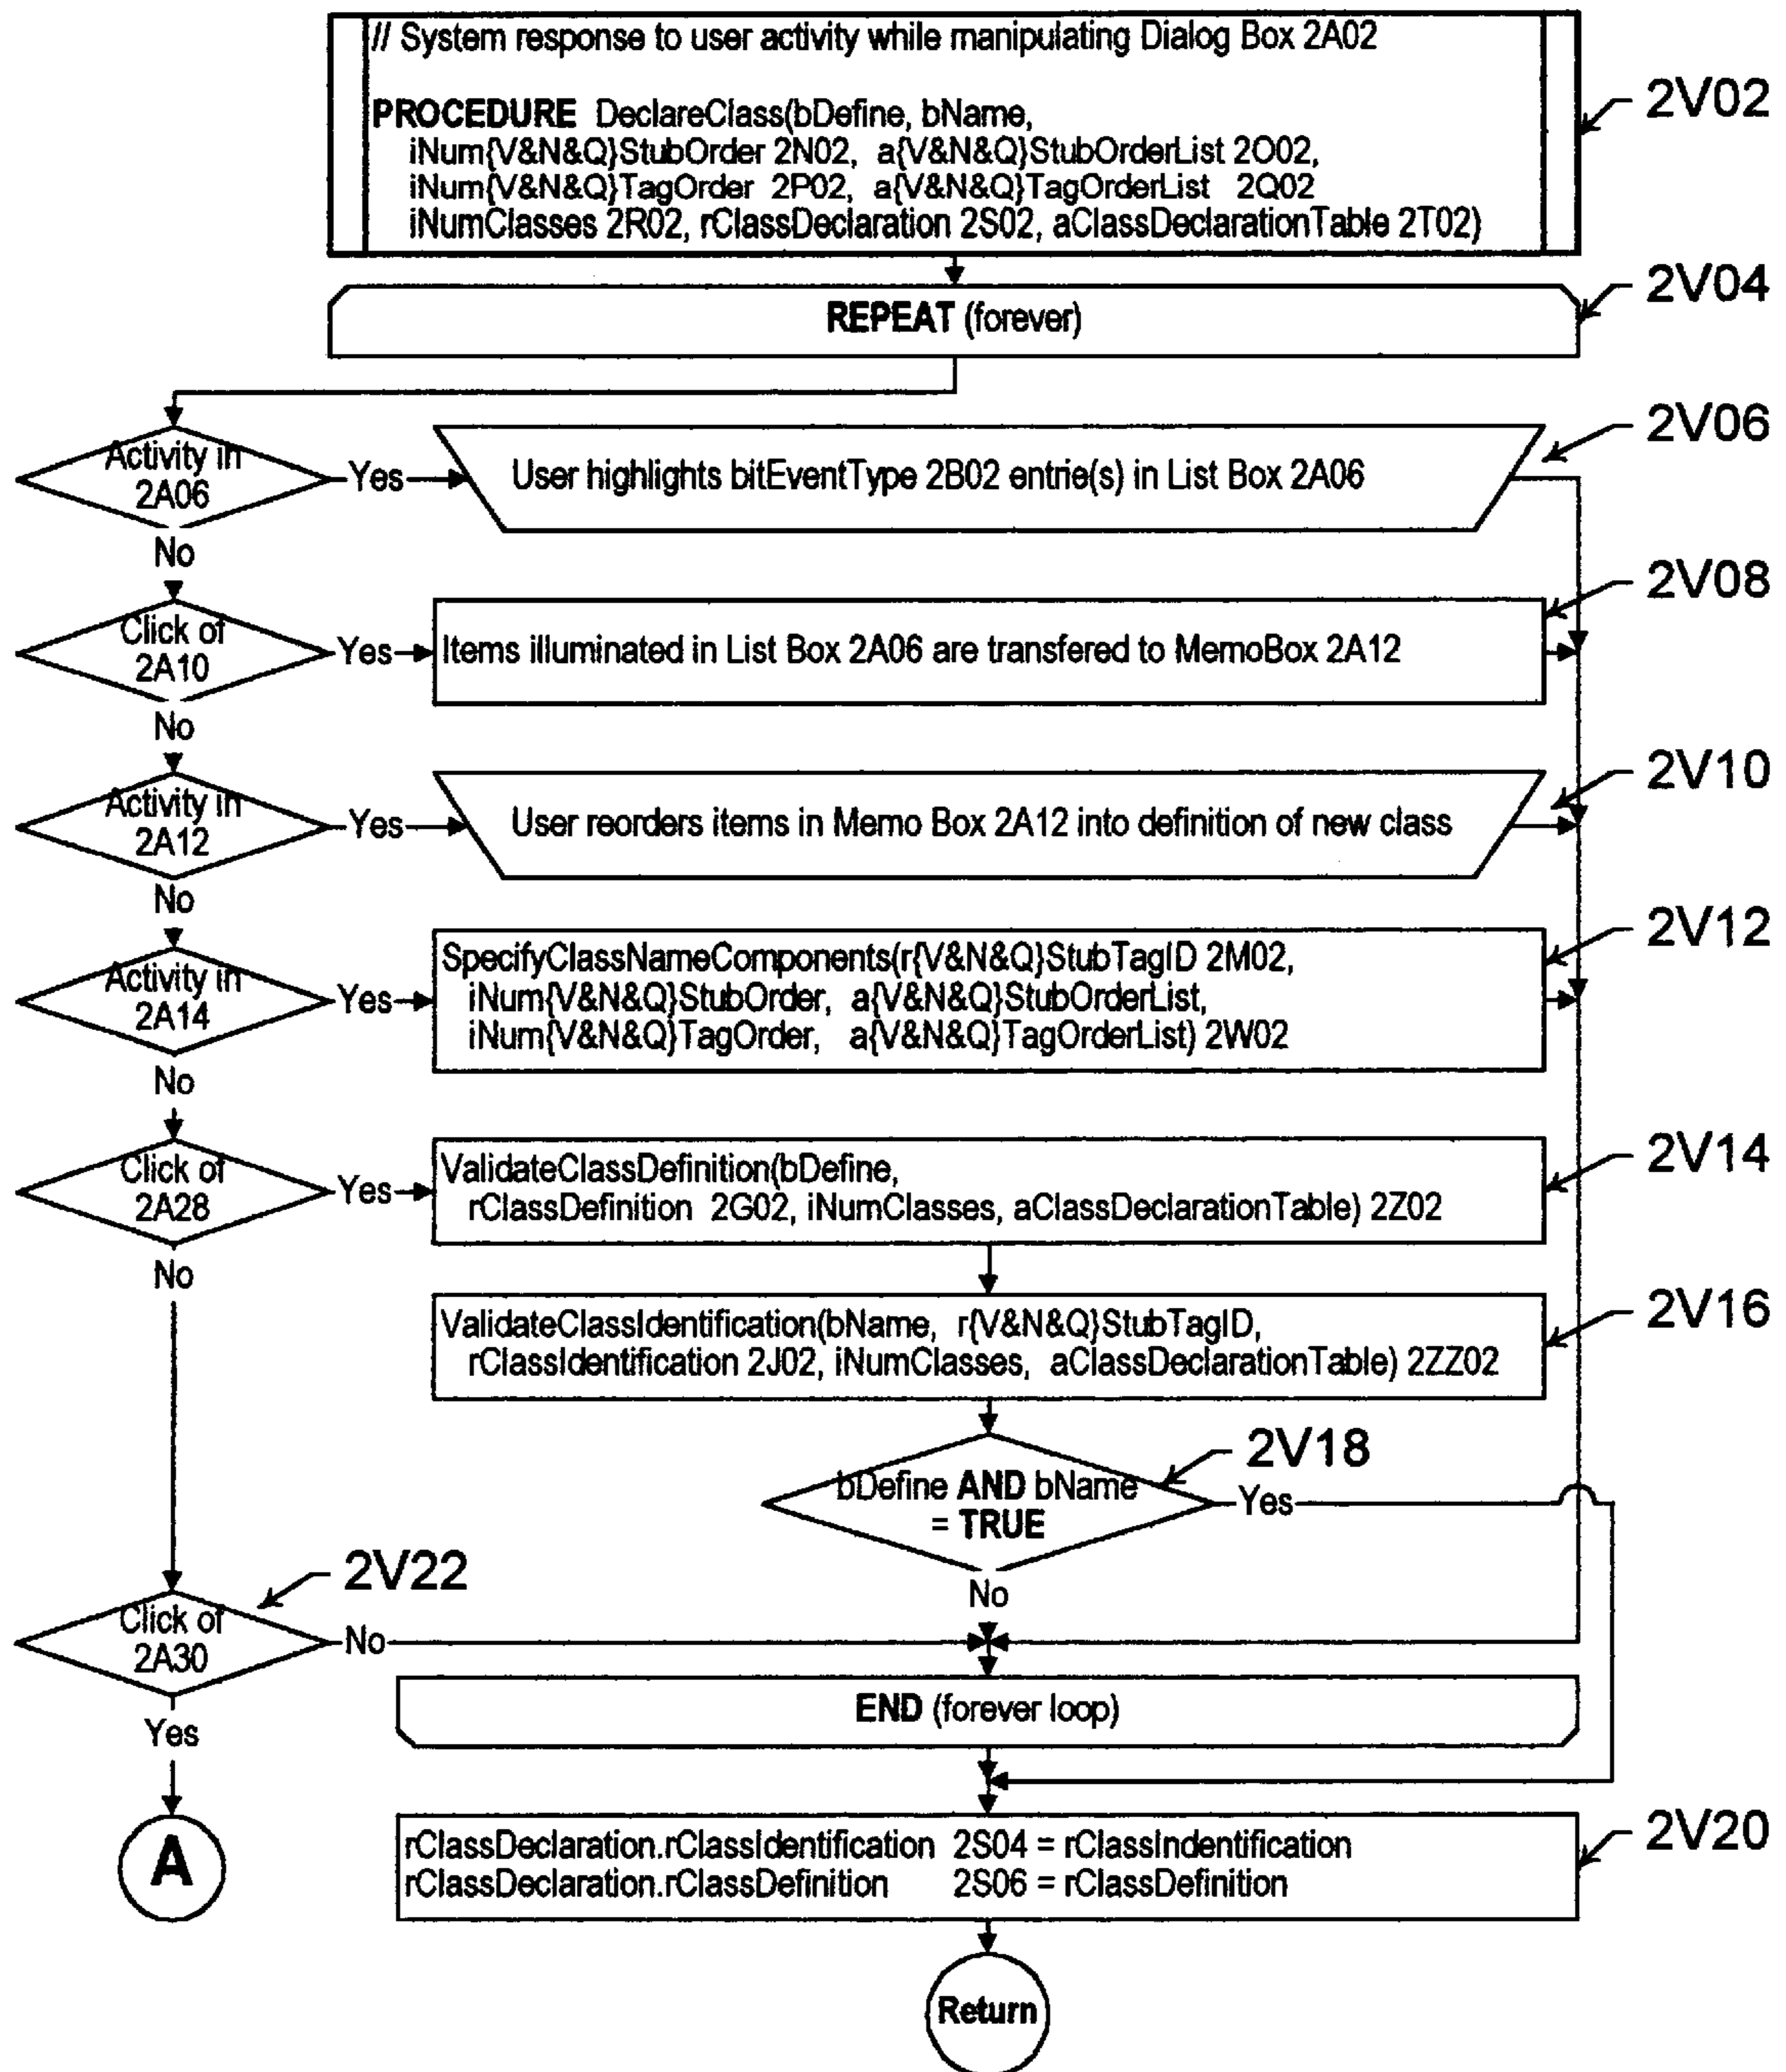 // System response to user activity while manipulating Dialog Box 2A02
PROCEDURE DeclareClass(bDefine, bName,
iNum{V&N&Q}StubOrder 2N02, a{V&N&Q}StubOrderList 2O02,
iNum{V&N&Q}TagOrder 2P02, a{V&N&Q}TagOrderList 2Q02
iNumClasses 2R02, rClassDeclaration 2S02, aClassDeclarationTable 2T02)
2V02
REPEAT (forever)
2V04
Activity in
2A06
Yes
User highlights bitEventType 2B02 entrie(s) in List Box 2A06
2V06
No
Click of
2A10
Yes
Items illuminated in List Box 2A06 are transfered to MemoBox 2A12
2V08
No
Activity in
2A12
Yes
User reorders items in Memo Box 2A12 into definition of new class
2V10
No
Activity in
2A14
Yes
SpecifyClassNameComponents(r{V&N&Q}StubTagID 2M02,
iNum{V&N&Q}StubOrder, a{V&N&Q}StubOrderList,
iNum{V&N&Q}TagOrder, a{V&N&Q}TagOrderList) 2W02
2V12
No
Click of
2A28
Yes
ValidateClassDefinition(bDefine,
rClassDefinition 2G02, iNumClasses, aClassDeclarationTable) 2Z02
2V14
No
ValidateClassIdentification(bName, r{V&N&Q}StubTagID,
rClassIdentification 2J02, iNumClasses, aClassDeclarationTable) 2ZZ02
2V16
bDefine AND bName
= TRUE
2V18
Yes
No
Click of
2A30
2V22
No
Yes
END (forever loop)
A
rClassDeclaration.rClassIdentification 2S04 = rClassIndentification
rClassDeclaration.rClassDefinition 2S06 = rClassDefinition
2V20
Return